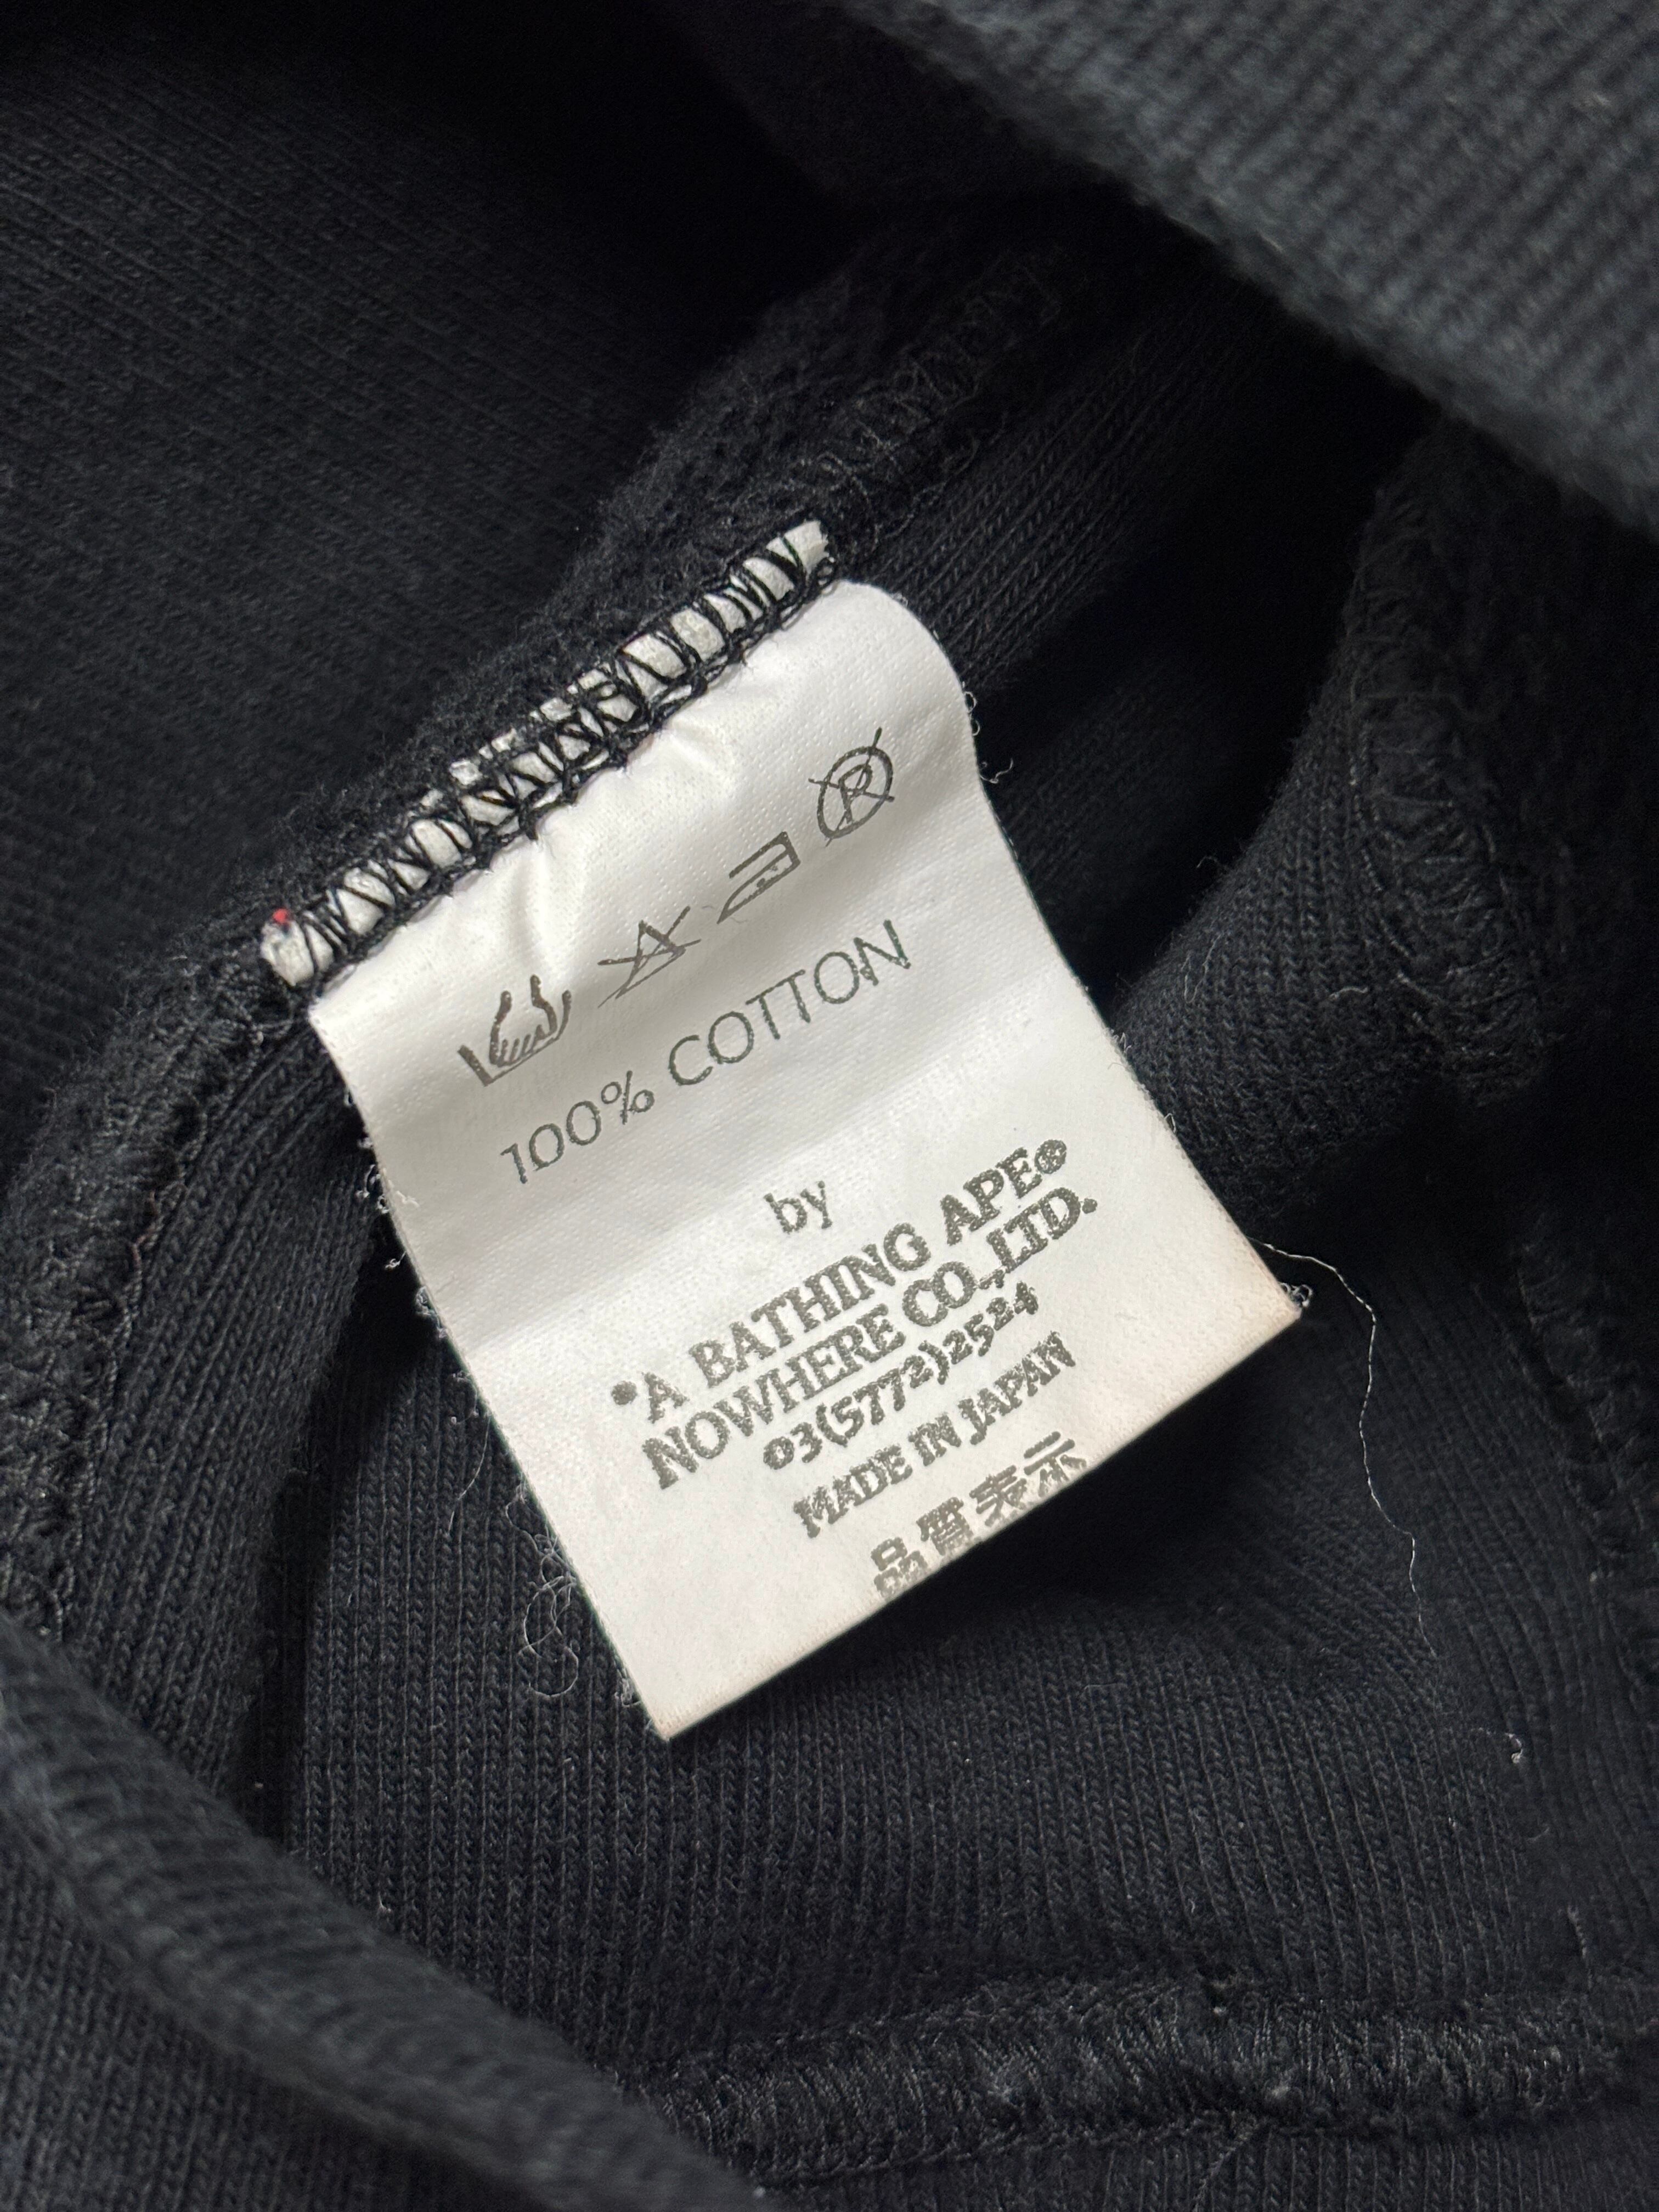 100% COTTON
by
•A BATHING APE®
NOWHERE CO.,LTD.
03(5772)2524
MADE IN JAPAN
品質表示